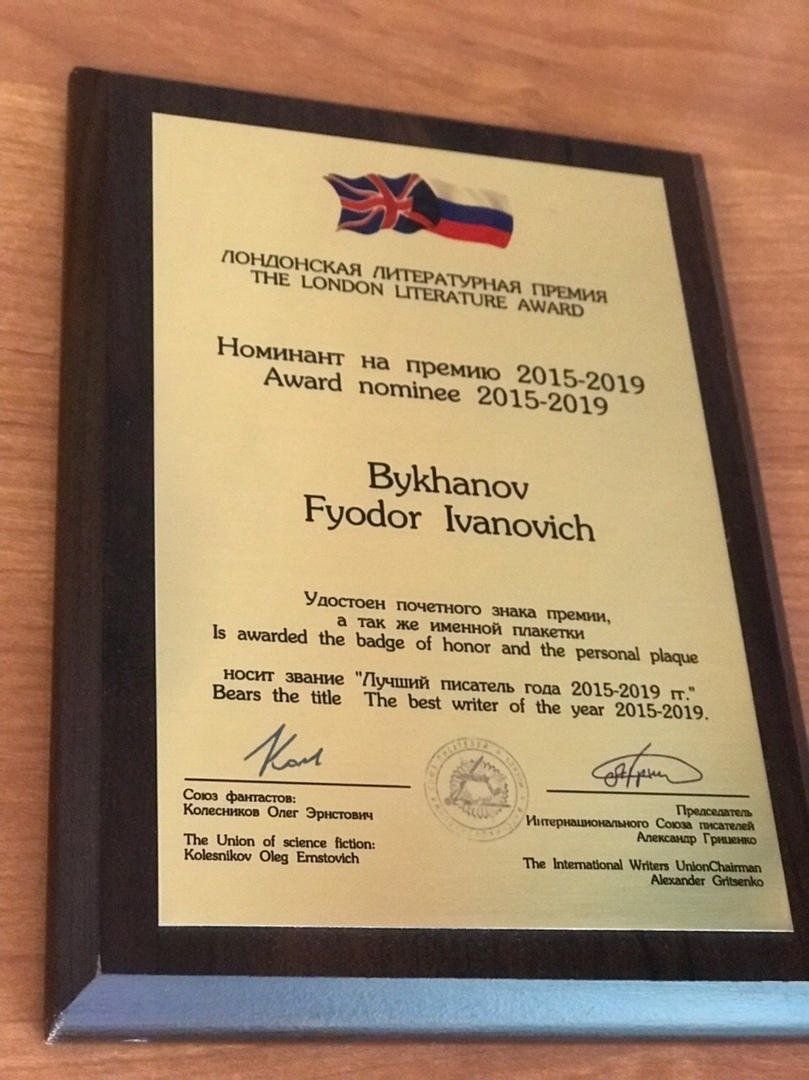 ЛОНДОНСКАЯ ЛИТЕРАТУРНАЯ ПРЕМИЯ
THE LONDON LITERATURE AWARD
Номинант на премию 2015-2019
Award nominee 2015-2019
Bykhanov
Fyodor Ivanovich
Удостоен почетного знака премии,
а так же именной плакетки
Is awarded the badge of honor and the personal plaque
носит звание "Лучший писатель года 2015-2019 гг."
Bears the title The best writer of the year 2015-2019.
Союз фантастов:
Колесников Олег Эрнстович
The Union of science fiction:
Kolesnikov Oleg Ernstovich
Председатель
Интернационального Союза писателей
Александр Гриценко
The International Writers UnionChairman
Alexander Gritsenko